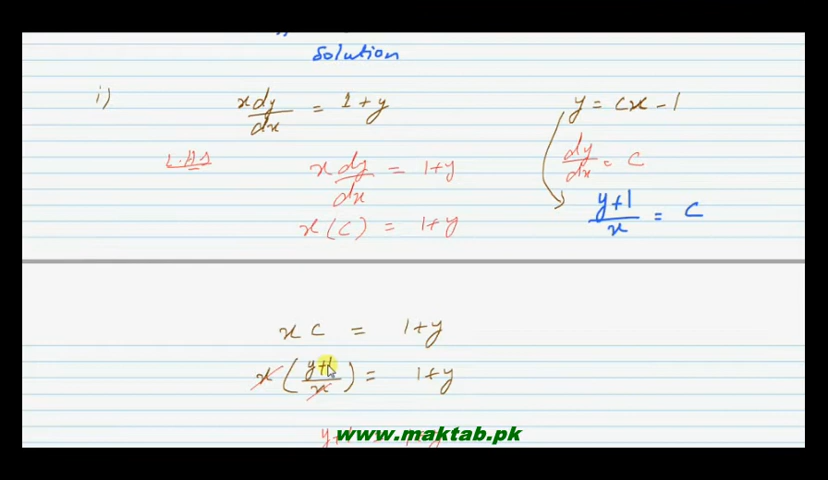 Solution
i) x dy/dx = 1 + y    y = cx - 1
L.H.S    x dy/dx = 1 + y    dy/dx = c
x(c) = 1 + y    y+1/x = c
x c = 1 + y
x(y+1/x) = 1 + y
www.maktab.pk